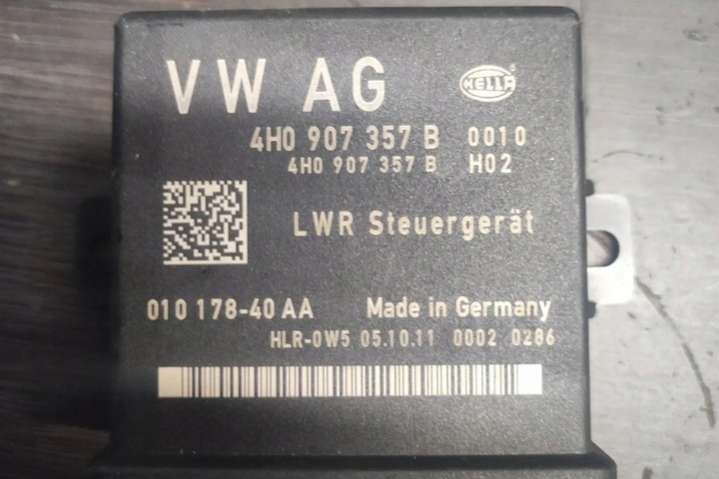 VW AG HELLA
4H0 907 357 B 0010
4H0 907 357 B H02
LWR Steuergerät
010 178-40 AA Made in Germany
HLR-0W5 05.10.11 0002 0286